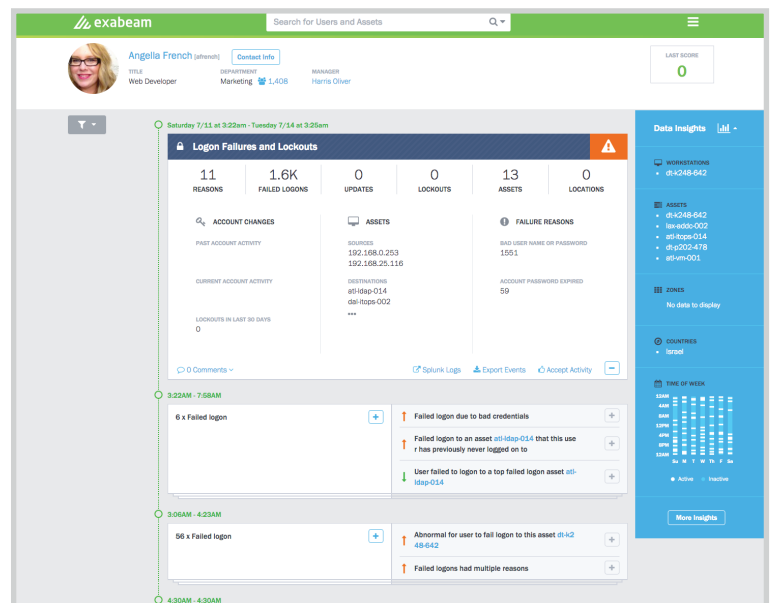 exabeam
Search for Users and Assets
Angella French [afrench] Contact Info
TITLE DEPARTMENT MANAGER
Web Developer Marketing 1,408 Harris Oliver
LAST SCORE
0
Saturday 7/11 at 3:22am - Tuesday 7/14 at 3:25am
Logon Failures and Lockouts
11 1.6K 0 0 13 0
REASONS FAILED LOGONS UPDATES LOCKOUTS ASSETS LOCATIONS
ACCOUNT CHANGES
PAST ACCOUNT ACTIVITY
CURRENT ACCOUNT ACTIVITY
LOCKOUTS IN LAST 30 DAYS
0
ASSETS
SOURCES
192.168.0.253
192.168.25.116
DESTINATIONS
atl-ldap-014
dal-itops-002
•••
FAILURE REASONS
BAD USER NAME OR PASSWORD
1551
ACCOUNT PASSWORD EXPIRED
59
0 Comments
Splunk Logs Export Events Accept Activity
3:22AM - 7:58AM
6 x Failed logon
Failed logon due to bad credentials
Failed logon to an asset atl-ldap-014 that this use
r has previously never logged on to
User failed to logon to a top failed logon asset atl-
ldap-014
3:06AM - 4:23AM
56 x Failed logon
Abnormal for user to fail logon to this asset dt-k2
48-642
Failed logons had multiple reasons
4:30AM - 4:30AM
Data Insights
WORKSTATIONS
• dt-k248-642
ASSETS
• dt-k248-642
• lax-addc-002
• atl-itops-014
• dt-p202-478
• atl-vm-001
ZONES
No data to display
COUNTRIES
• Israel
TIME OF WEEK
12AM
4AM
8AM
12PM
4PM
8PM
12AM
Su M T W Th F Sa
Active Inactive
More Insights